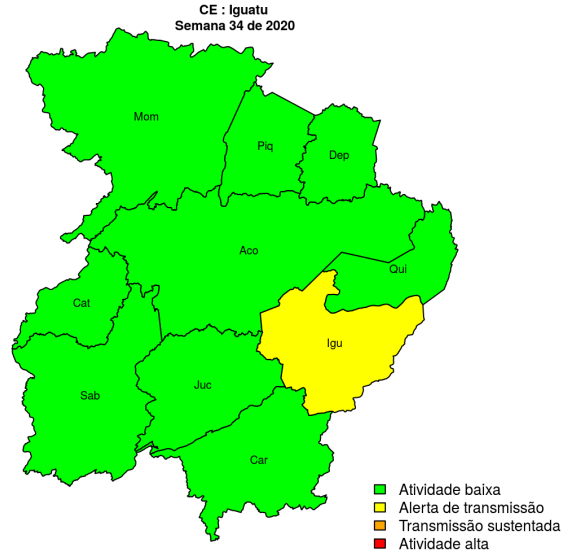 CE : Iguatu
Semana 34 de 2020
Mom
Piq
Dep
Aco
Qui
Cat
Igu
Sab
Juc
Car
Atividade baixa
Alerta de transmissão
Transmissão sustentada
Atividade alta